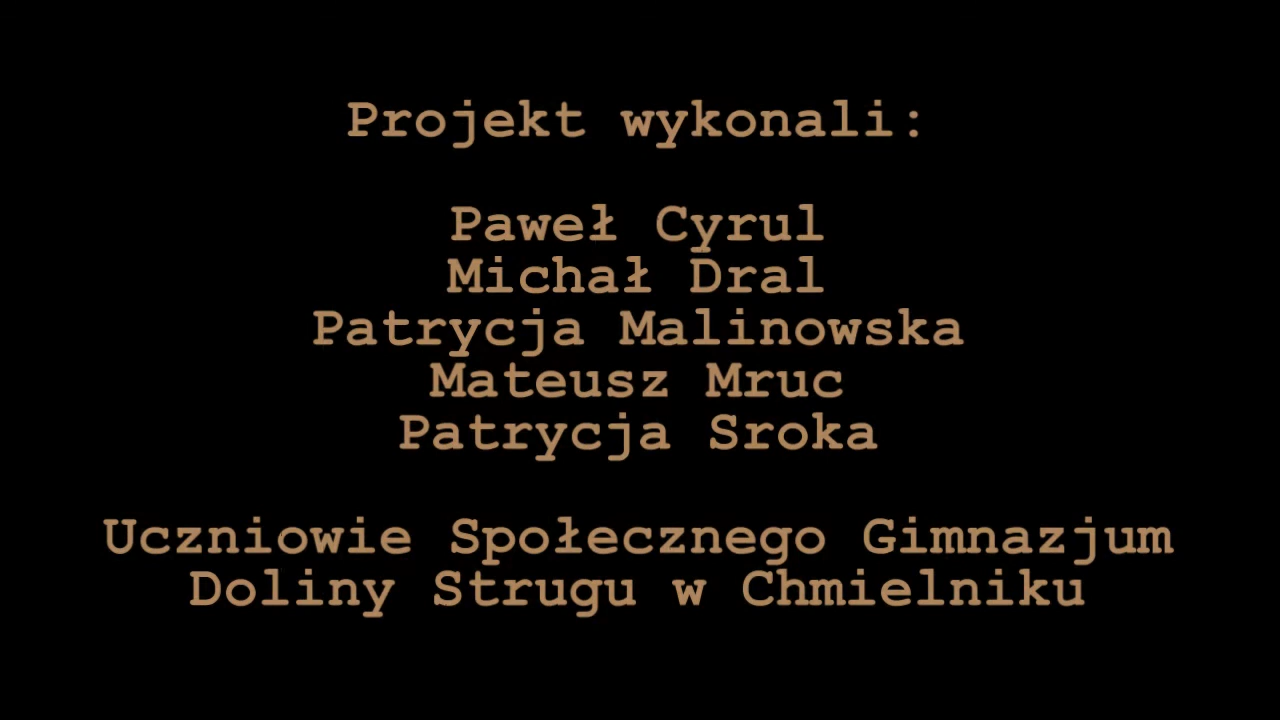 Projekt wykonali:
Paweł Cyrul
Michał Dral
Patrycja Malinowska
Mateusz Mruc
Patrycja Sroka
Uczniowie Społecznego Gimnazjum
Doliny Strugu w Chmielniku